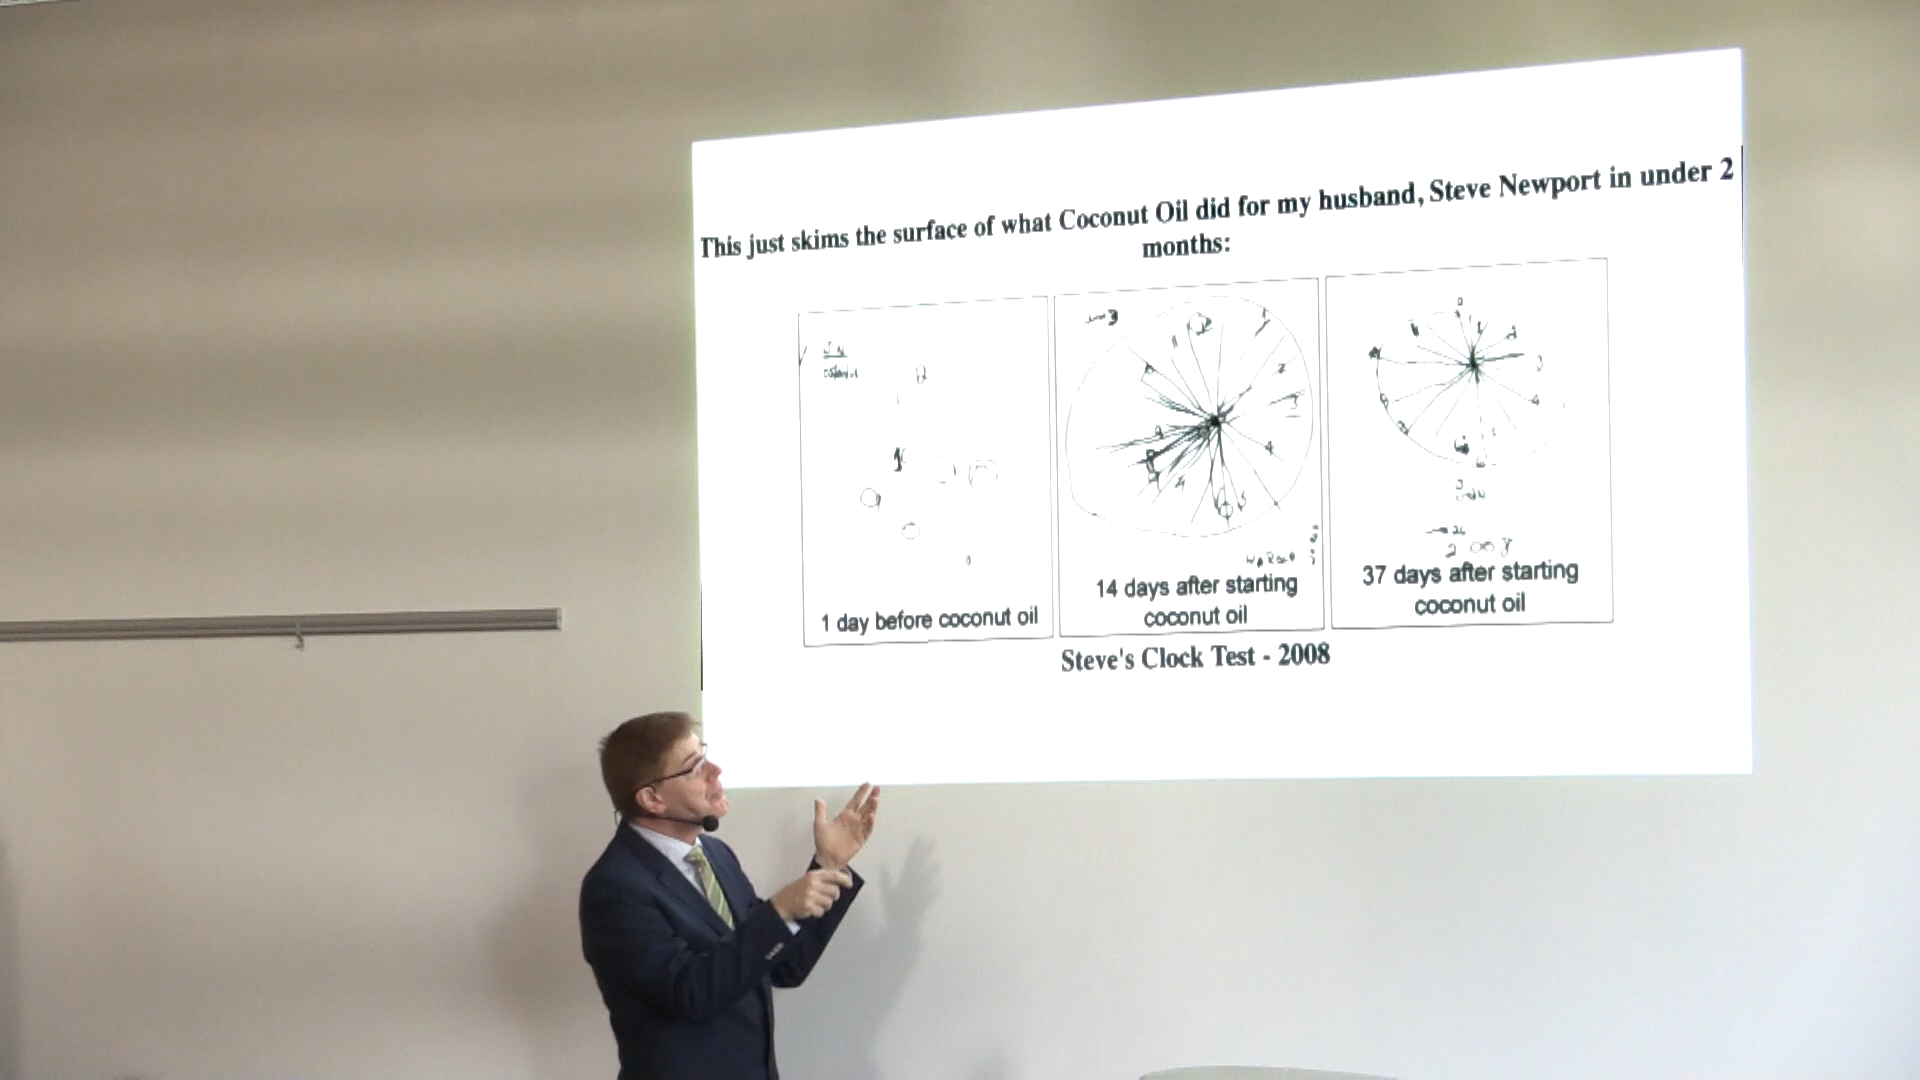 This just skims the surface of what Coconut Oil did for my husband, Steve Newport in under 2
months:
1 day before coconut oil
14 days after starting
coconut oil
37 days after starting
coconut oil
Steve's Clock Test - 2008